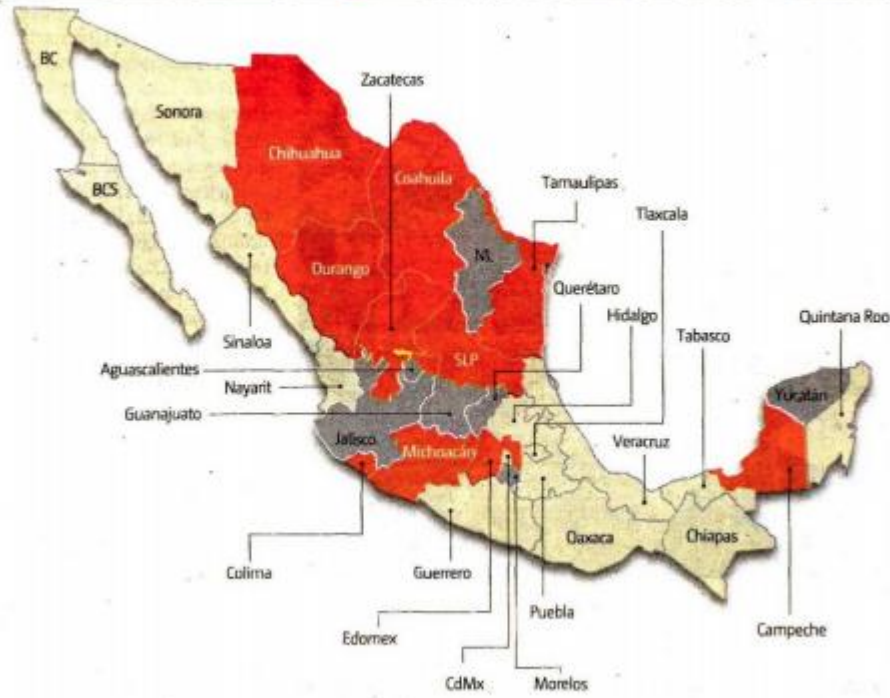 BC
Sonora
Zacatecas
Chihuahua
Coahuila
BCS
Tamaulipas
Tlaxcala
NL
Durango
Querétaro
Hidalgo
Quintana Roo
Sinaloa
Tabasco
Aguascalientes
SLP
Nayarit
Yucatán
Guanajuato
Jalisco
Veracruz
Michoacán
Oaxaca
Chiapas
Colima
Guerrero
Puebla
Edomex
Campeche
CdMx
Morelos